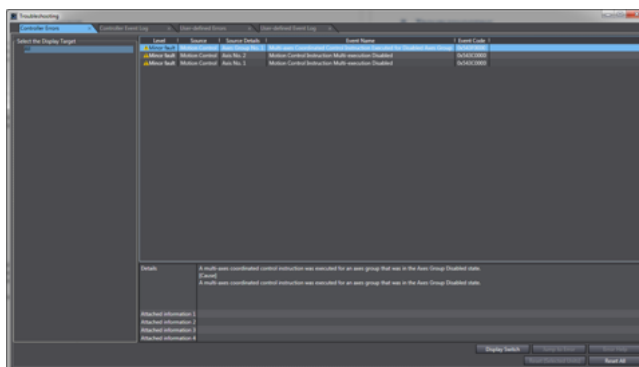 Troubleshooting
Controller Errors
Controller Event Log
User-defined Errors
User-defined Event Log
Select the Display Target
Level Source Source Details Event Name Event Code
Minor fault Motion Control Axes Group No. Multi-axes Coordinated Control Instruction Executed for Disabled Axes Group
Minor fault Motion Control Axis No. 2 Motion Control Instruction Multi-execution Disabled 0x543C0000
Minor fault Motion Control Axis No. 1 Motion Control Instruction Multi-execution Disabled 0x543C0000
Details
A multi-axes coordinated control instruction was executed for an axes group that was in the Axes Group Disabled state.
[Cause]
A multi-axes coordinated control instruction was executed for an axes group that was in the Axes Group Disabled state.
Attached information 1
Attached information 2
Attached information 3
Attached information 4
Display Switch
Reset All